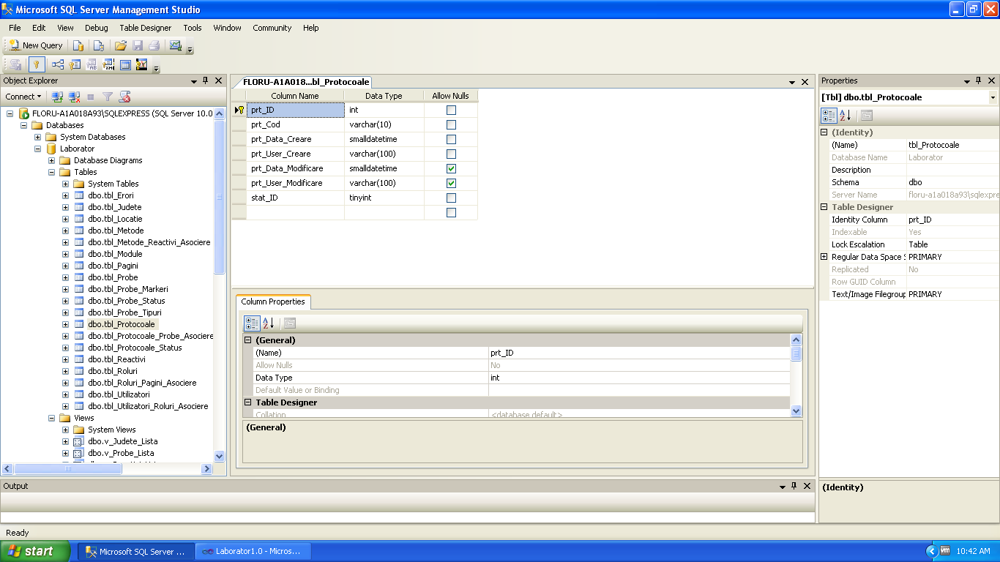 Microsoft SQL Server Management Studio
File Edit View Debug Table Designer Tools Window Community Help
New Query
Object Explorer
Connect
FLORU-A1A018A93\SQLEXPRESS (SQL Server 10.0
Databases
System Databases
Laborator
Database Diagrams
Tables
System Tables
dbo.tbl_Erori
dbo.tbl_Judete
dbo.tbl_Locatie
dbo.tbl_Metode
dbo.tbl_Metode_Reactivi_Asociere
dbo.tbl_Module
dbo.tbl_Pagini
dbo.tbl_Probe
dbo.tbl_Probe_Markeri
dbo.tbl_Probe_Status
dbo.tbl_Probe_Tipuri
dbo.tbl_Protocoale
dbo.tbl_Protocoale_Probe_Asociere
dbo.tbl_Protocoale_Status
dbo.tbl_Reactivi
dbo.tbl_Roluri
dbo.tbl_Roluri_Pagini_Asociere
dbo.tbl_Utilizatori
dbo.tbl_Utilizatori_Roluri_Asociere
Views
System Views
dbo.v_Judete_Lista
dbo.v_Probe_Lista
FLORU-A1A018...bl_Protocoale
Column Name Data Type Allow Nulls
prt_ID int
prt_Cod varchar(10)
prt_Data_Creare smalldatetime
prt_User_Creare varchar(100)
prt_Data_Modificare smalldatetime
prt_User_Modificare varchar(100)
stat_ID tinyint
Column Properties
(General)
(Name) prt_ID
Allow Nulls No
Data Type int
Default Value or Binding
Table Designer
Collation <database default>
(General)
Properties
[Tbl] dbo.tbl_Protocoale
(Identity)
(Name) tbl_Protocoale
Database Name Laborator
Description
Schema dbo
Server Name floru-a1a018a93\sqlexpre
Table Designer
Identity Column prt_ID
Indexable Yes
Lock Escalation Table
Regular Data Space S PRIMARY
Replicated No
Row GUID Column
Text/Image Filegroup PRIMARY
(Identity)
Output
Ready
start
Microsoft SQL Server ...
Laborator1.0 - Micros...
10:42 AM